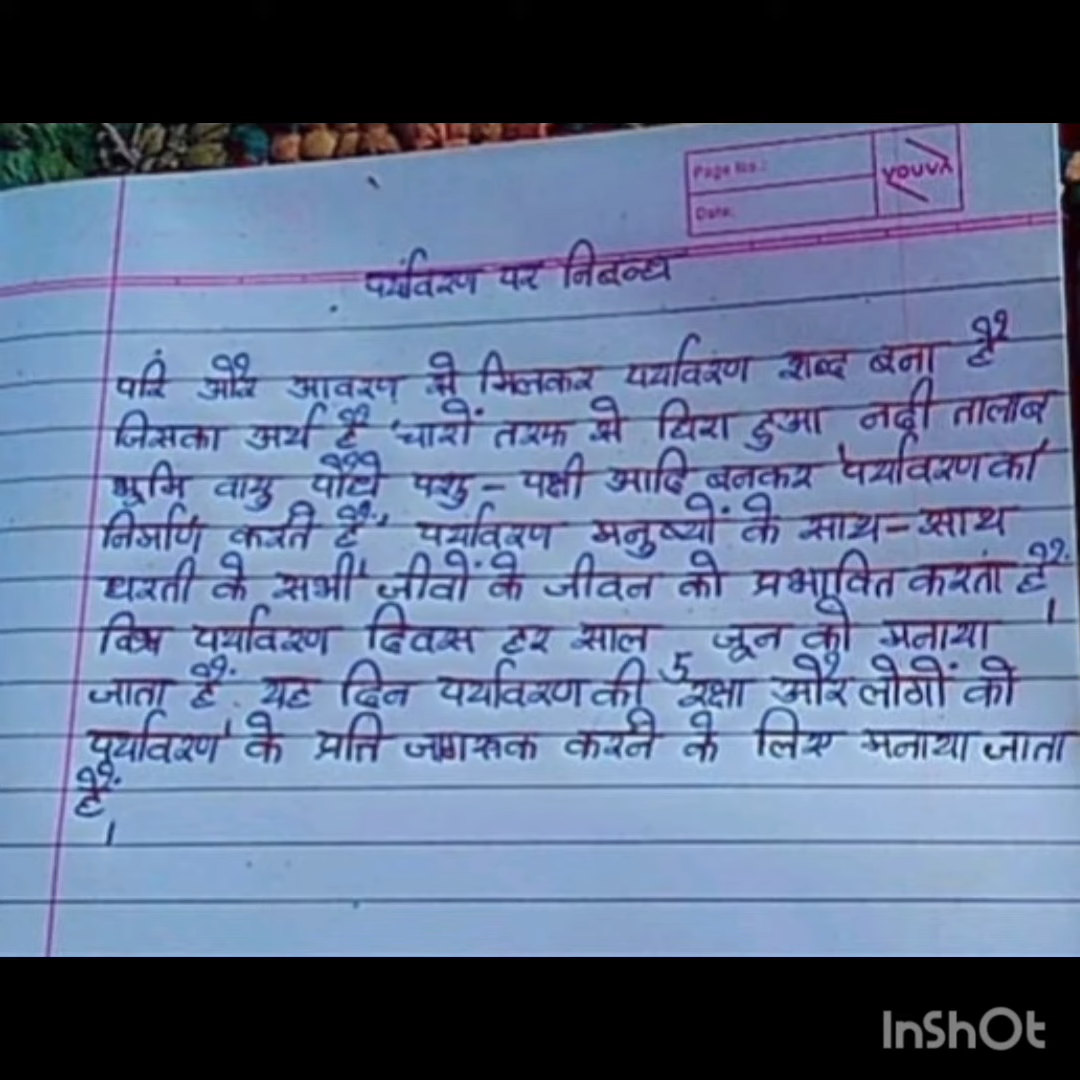 Page No.:
Date:
YOUVA
पर्यावरण पर निबन्ध
परि और आवरण से मिलकर पर्यावरण शब्द बना है
जिसका अर्थ है चारों तरफ से घिरा हुआ नदी तालाब
भूमि वायु पौधे पशु - पक्षी आदि बनकर पर्यावरण का
निर्माण करते हैं पर्यावरण मनुष्यों के साथ-साथ
धरती के सभी जीवों के जीवन को प्रभावित करता है।
विश्व पर्यावरण दिवस हर साल 5 जून को मनाया
जाता है. यह दिन पर्यावरण की रक्षा और लोगों को
पर्यावरण के प्रति जागरूक करने के लिए मनाया जाता
है।
InShOt